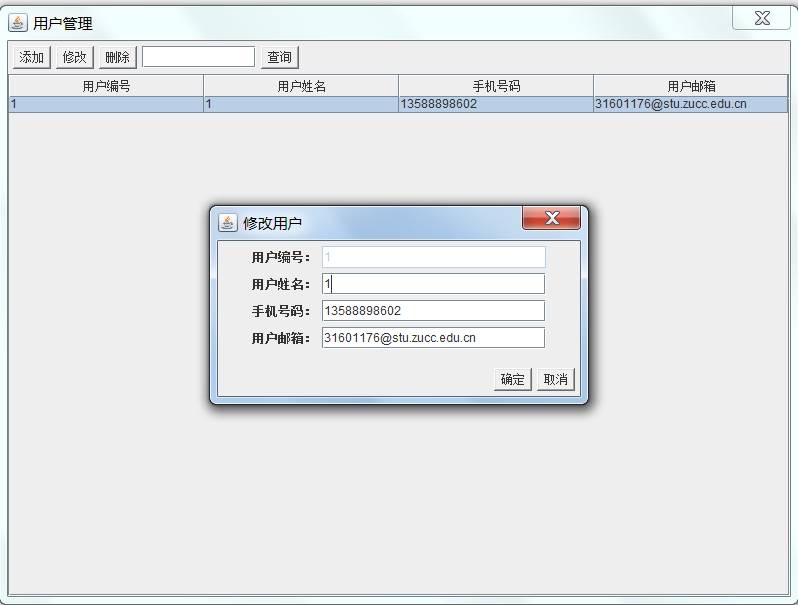 用户管理
添加 修改 删除 查询
用户编号 用户姓名 手机号码 用户邮箱
1 1 13588898602 31601176@stu.zucc.edu.cn
修改用户
用户编号： 1
用户姓名： 1
手机号码： 13588898602
用户邮箱： 31601176@stu.zucc.edu.cn
确定 取消